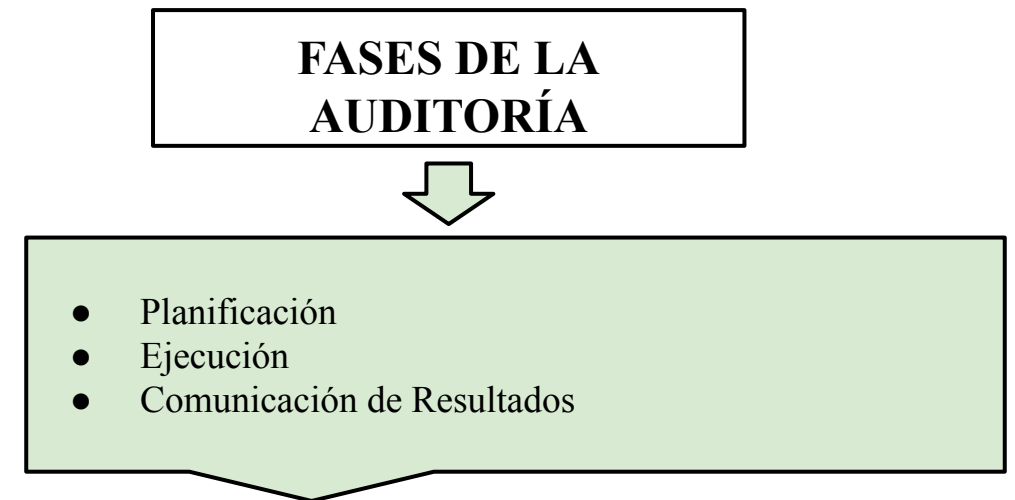 FASES DE LA
AUDITORÍA
● Planificación
● Ejecución
● Comunicación de Resultados